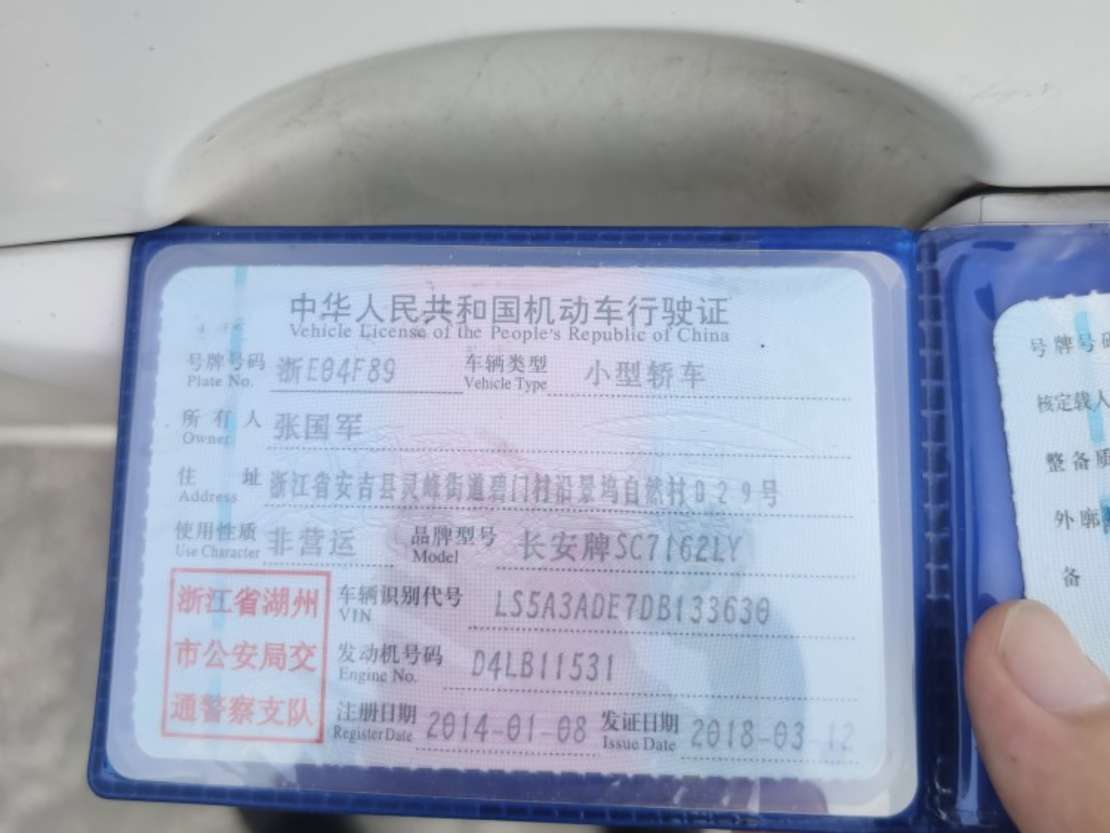 中华人民共和国机动车行驶证
Vehicle License of the People's Republic of China
号牌号码 浙E04F89 车辆类型 小型轿车
Plate No. Vehicle Type
所有人 张国军
Owner
住址 浙江省安吉县灵峰街道碧门村沿景坞自然村029号
Address
使用性质 非营运 品牌型号 长安牌SC7162LY
Use Character Model
浙江省湖州
市公安局交
通警察支队
车辆识别代号 LS5A3ADE7DB133630
VIN
发动机号码 D4LB11531
Engine No.
注册日期 2014-01-08 发证日期 2018-03-12
Register Date Issue Date
号牌号码
核定载人
整备质
外廓
备